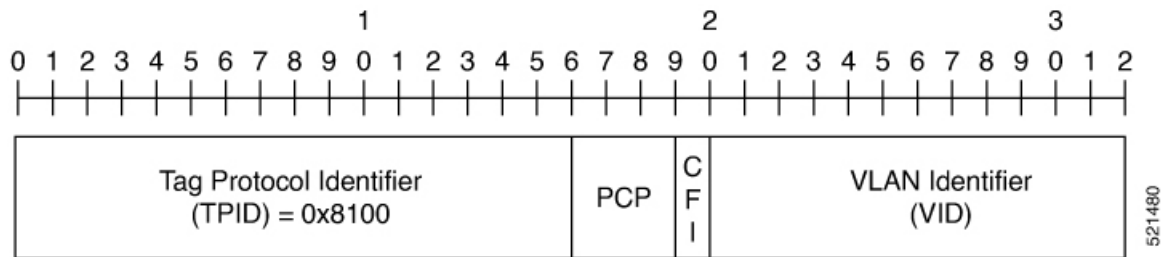 1 2 3
0 1 2 3 4 5 6 7 8 9 0 1 2 3 4 5 6 7 8 9 0 1 2 3 4 5 6 7 8 9 0 1 2
Tag Protocol Identifier
(TPID) = 0x8100
PCP
C
F
I
VLAN Identifier
(VID)
521480